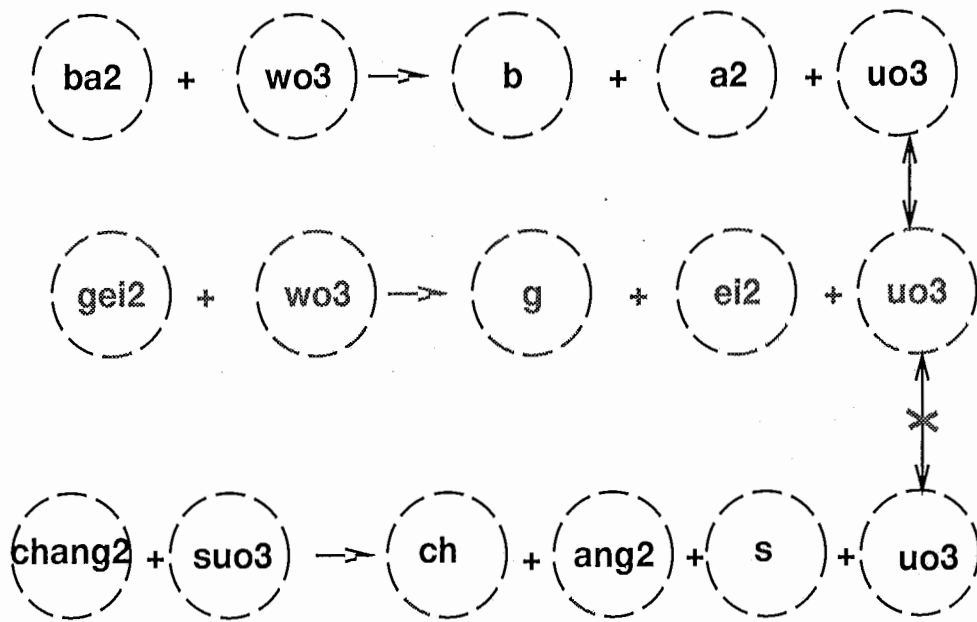 ba2 + wo3 → b + a2 + uo3
gei2 + wo3 → g + ei2 + uo3
chang2 + suo3 → ch + ang2 + s + uo3